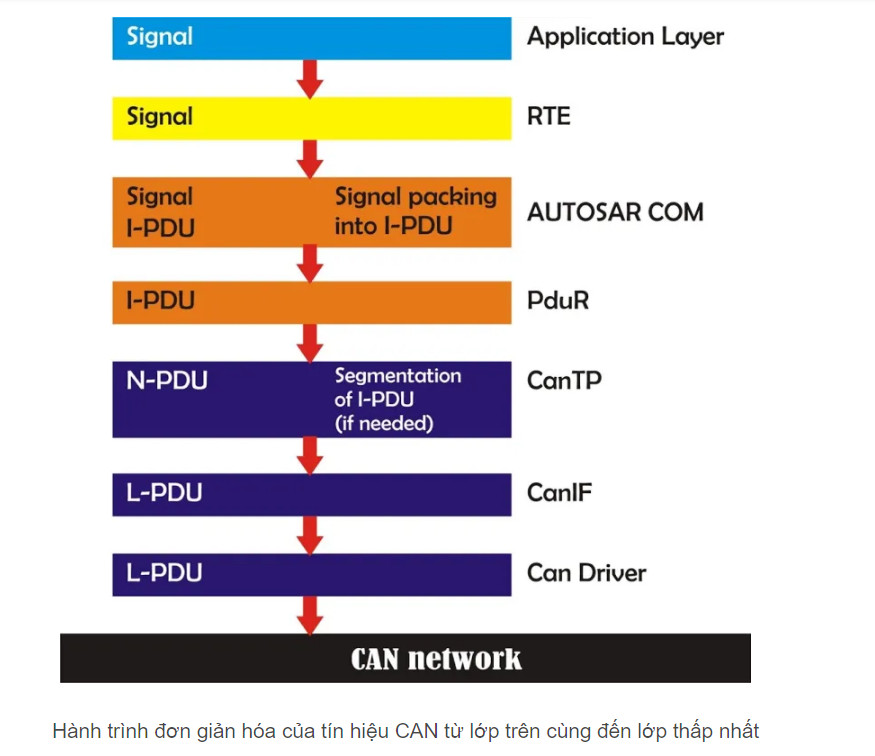 Signal
Application Layer
Signal
RTE
Signal
I-PDU
Signal packing
into I-PDU
AUTOSAR COM
I-PDU
PduR
N-PDU
Segmentation
of I-PDU
(if needed)
CanTP
L-PDU
CanIF
L-PDU
Can Driver
CAN network
Hành trình đơn giản hóa của tín hiệu CAN từ lớp trên cùng đến lớp thấp nhất